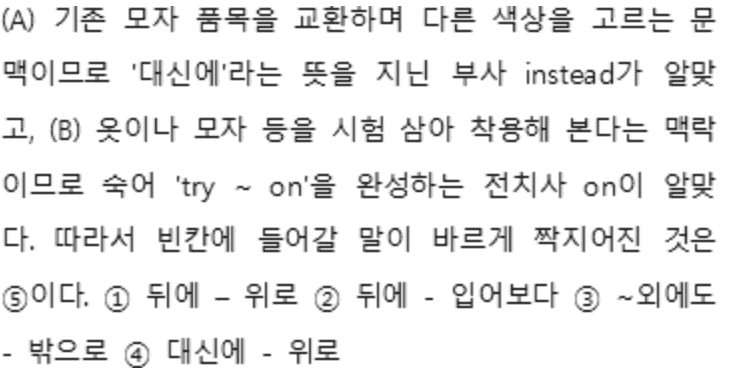 (A) 기존 모자 품목을 교환하며 다른 색상을 고르는 문
맥이므로 '대신에'라는 뜻을 지닌 부사 instead가 알맞
고, (B) 옷이나 모자 등을 시험 삼아 착용해 본다는 맥락
이므로 숙어 'try ~ on'을 완성하는 전치사 on이 알맞
다. 따라서 빈칸에 들어갈 말이 바르게 짝지어진 것은
⑤이다. ① 뒤에 – 위로 ② 뒤에 - 입어보다 ③ ~외에도
- 밖으로 ④ 대신에 - 위로